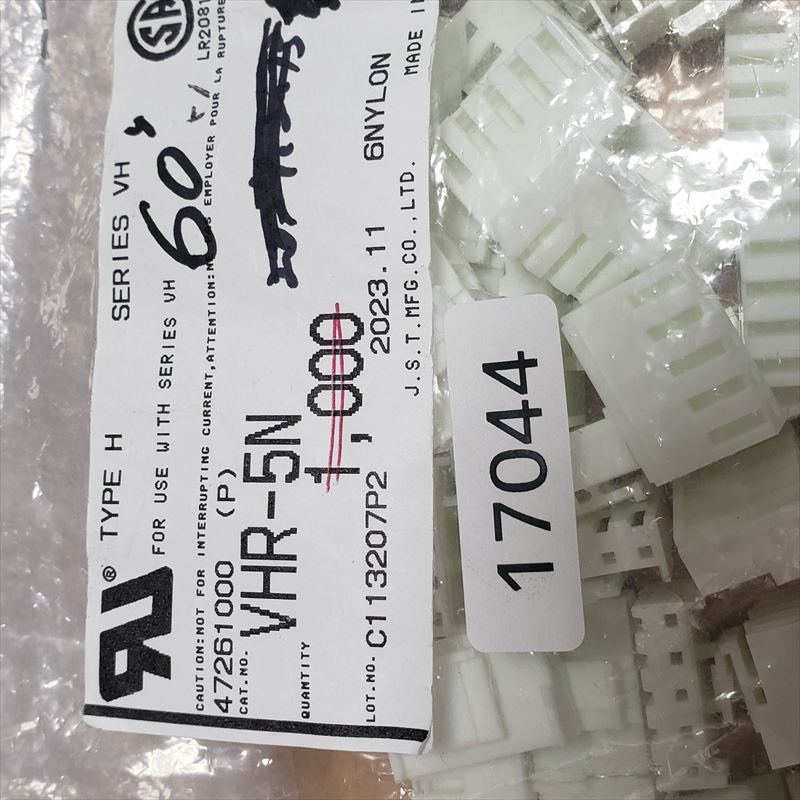 TYPE H SERIES VH
FOR USE WITH SERIES VH
60
LR2081
CAUTION:NOT FOR INTERRUPTING CURRENT,ATTENTION: EMPLOYER POUR LA RUPTURE
47261000 (P)
CAT.NO. VHR-5N
QUANTITY 1,000
LOT.NO. C113207P2 2023.11 6NYLON
J.S.T.MFG.CO.,LTD. MADE
17044